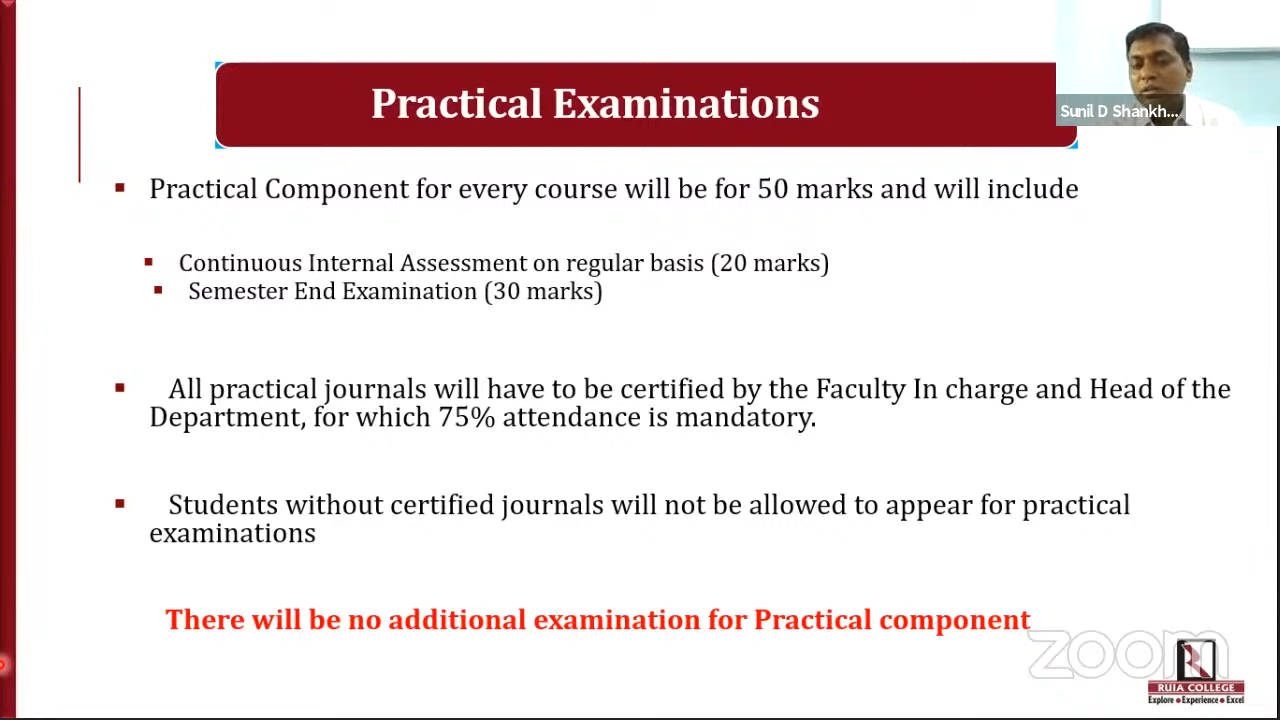 Practical Examinations
Sunil D Shankh...
▪ Practical Component for every course will be for 50 marks and will include
▪ Continuous Internal Assessment on regular basis (20 marks)
▪ Semester End Examination (30 marks)
▪ All practical journals will have to be certified by the Faculty In charge and Head of the
Department, for which 75% attendance is mandatory.
▪ Students without certified journals will not be allowed to appear for practical
examinations
There will be no additional examination for Practical component
zoom
R
RUIA COLLEGE
Explore ● Experience ● Excel